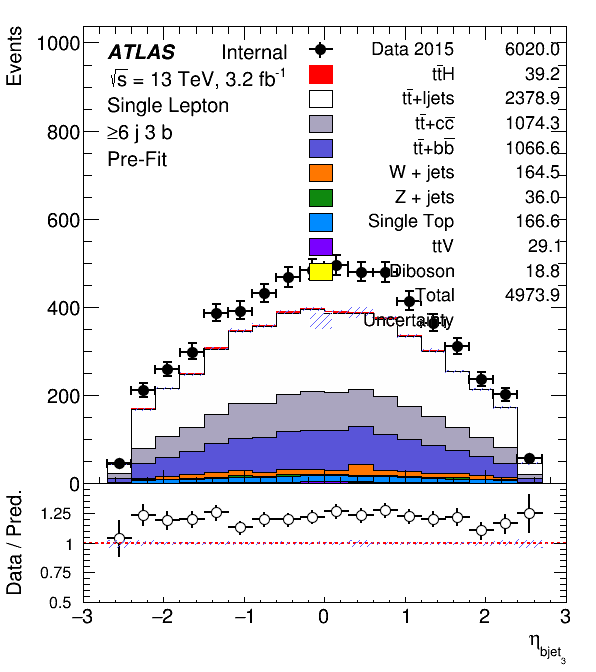 Events
1000
800
600
400
200
0
ATLAS Internal
√s = 13 TeV, 3.2 fb-1
Single Lepton
≥6 j 3 b
Pre-Fit
Data 2015 6020.0
tt̄H 39.2
tt̄+ljets 2378.9
tt̄+cc̄ 1074.3
tt̄+bb̄ 1066.6
W + jets 164.5
Z + jets 36.0
Single Top 166.6
ttV 29.1
Diboson 18.8
Total 4973.9
Uncertainty
Data / Pred.
1.25
1
0.75
0.5
−3 −2 −1 0 1 2 3
η bjet 3